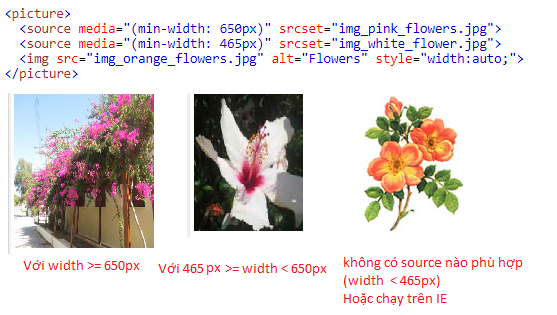 <picture>
<source media="(min-width: 650px)" srcset="img_pink_flowers.jpg">
<source media="(min-width: 465px)" srcset="img_white_flower.jpg">
<img src="img_orange_flowers.jpg" alt="Flowers" style="width:auto;">
</picture>
Với width >= 650px
Với 465 px >= width < 650px
không có source nào phù hợp
(width < 465px)
Hoặc chạy trên IE